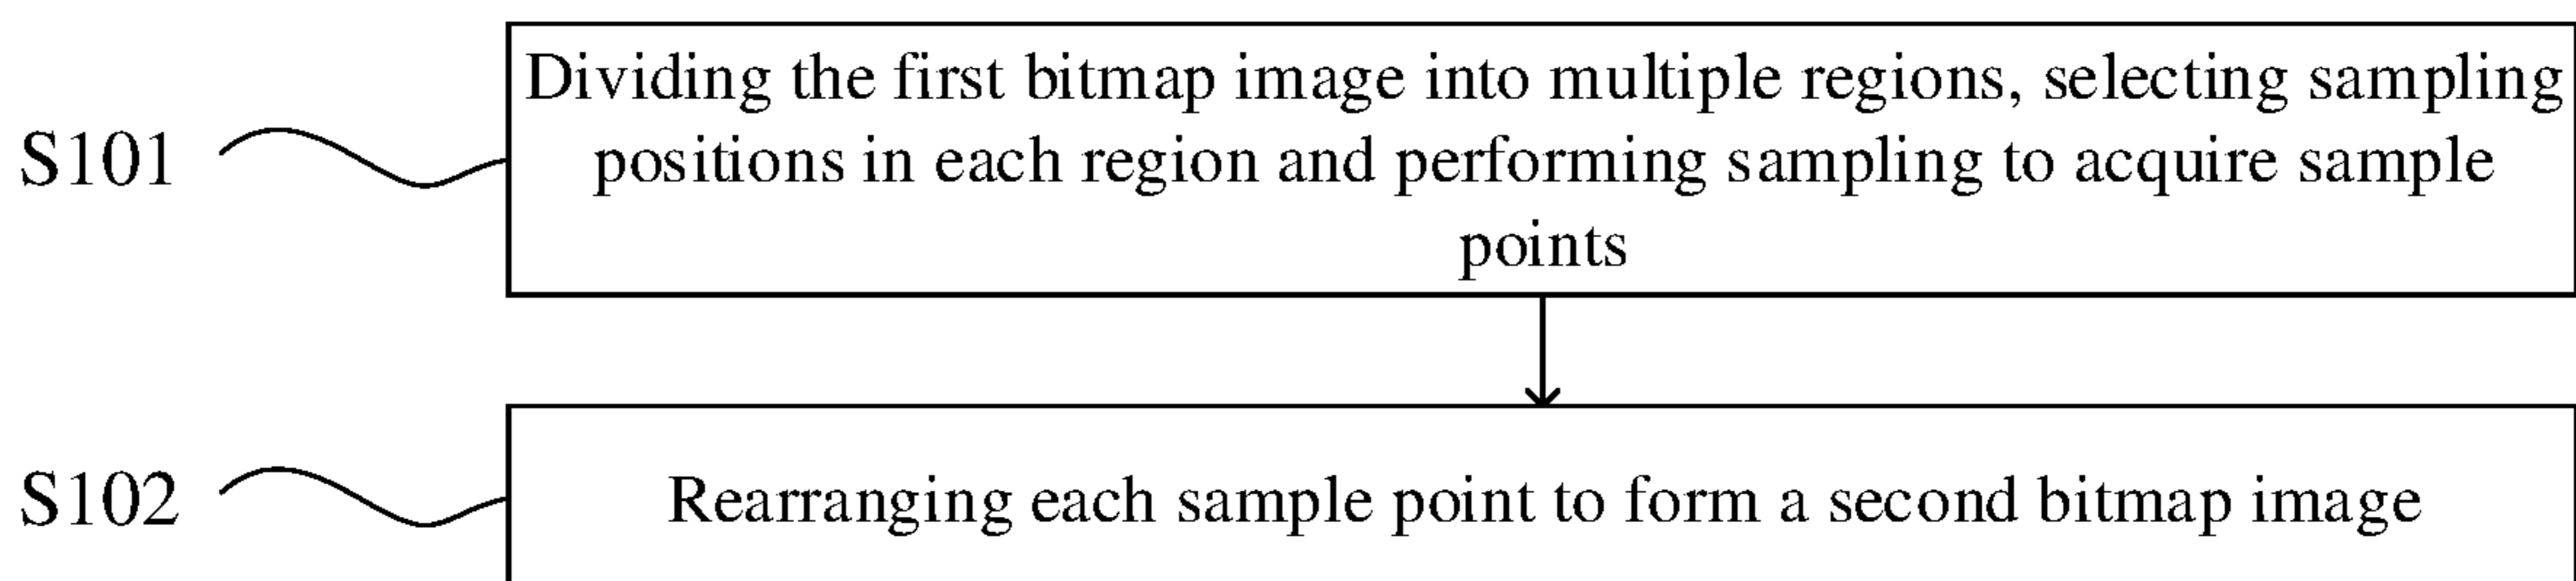 Dividing the first bitmap image into multiple regions, selecting sampling
S101
positions in each region and performing sampling to acquire sample
points
S102
Rearranging each sample point to form a second bitmap image